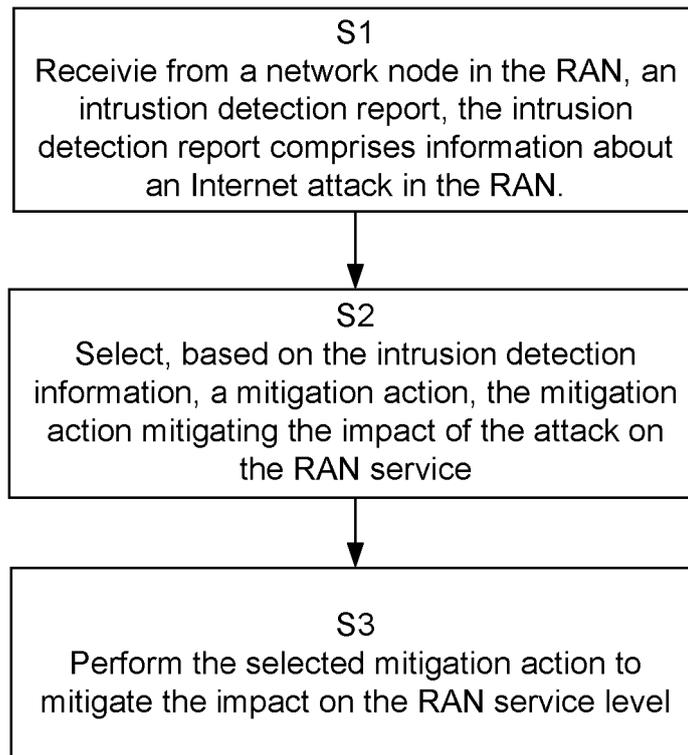 S1
Receivie from a network node in the RAN, an
intrustion detection report, the intrusion
detection report comprises information about
an Internet attack in the RAN.
S2
Select, based on the intrusion detection
information, a mitigation action, the mitigation
action mitigating the impact of the attack on
the RAN service
S3
Perform the selected mitigation action to
mitigate the impact on the RAN service level